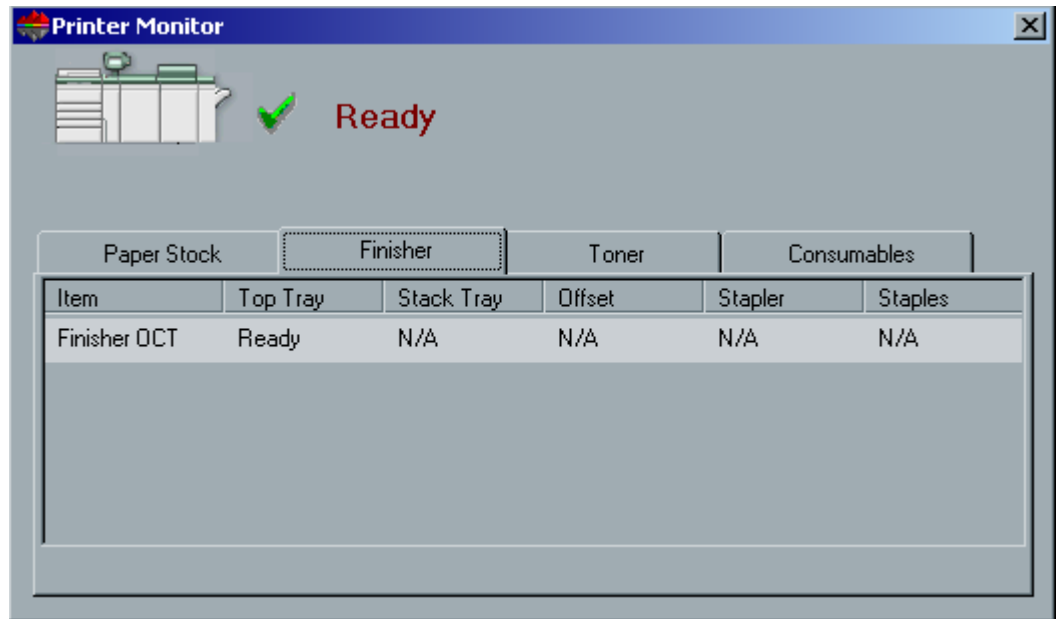 Printer Monitor
Ready
Paper Stock Finisher Toner Consumables
Item Top Tray Stack Tray Offset Stapler Staples
Finisher OCT Ready N/A N/A N/A N/A